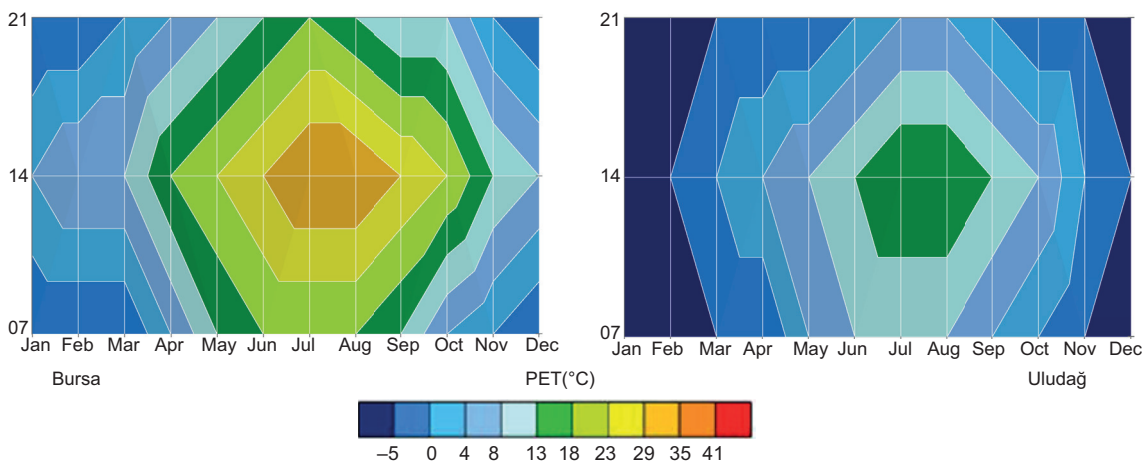 21
14
07
Jan Feb Mar Apr May Jun Jul Aug Sep Oct Nov Dec
21
14
07
Jan Feb Mar Apr May Jun Jul Aug Sep Oct Nov Dec
Bursa PET(°C) Uludağ
–5 0 4 8 13 18 23 29 35 41